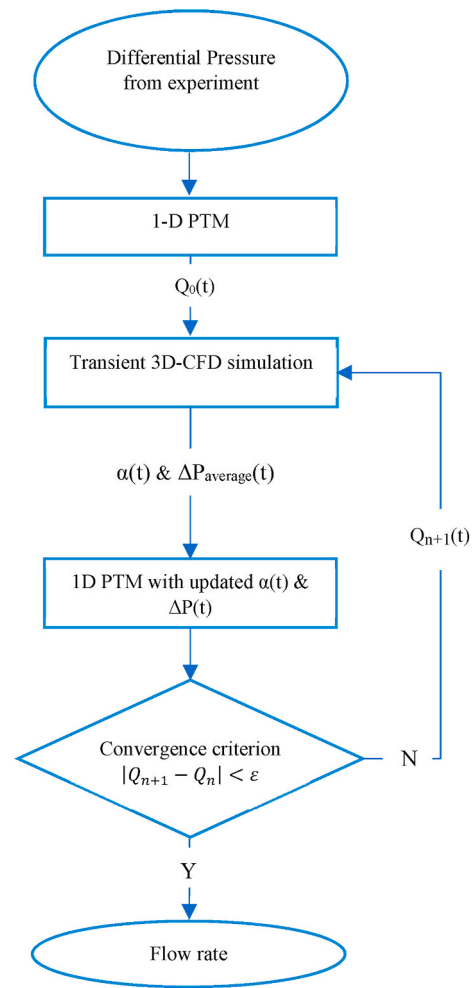 Differential Pressure
from experiment
1-D PTM
Q₀(t)
Transient 3D-CFD simulation
α(t) & ΔPaverage(t)
1D PTM with updated α(t) &
ΔP(t)
Convergence criterion
|Qₙ₊₁ − Qₙ| < ε
N
Qₙ₊₁(t)
Y
Flow rate